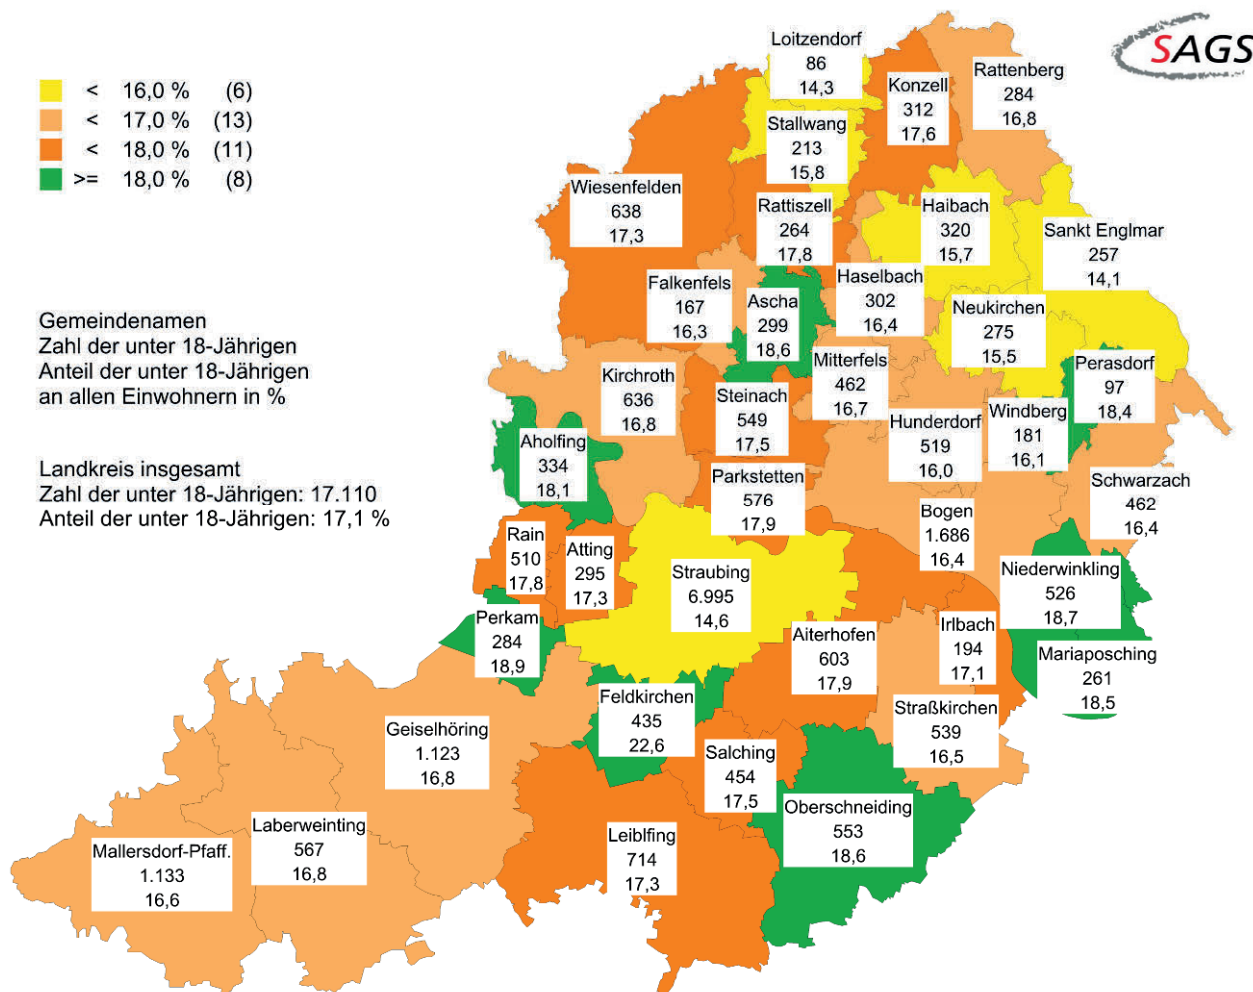 SAGS
< 16,0 % (6)
< 17,0 % (13)
< 18,0 % (11)
>= 18,0 % (8)
Gemeindenamen
Zahl der unter 18-Jährigen
Anteil der unter 18-Jährigen
an allen Einwohnern in %
Landkreis insgesamt
Zahl der unter 18-Jährigen: 17.110
Anteil der unter 18-Jährigen: 17,1 %
Loitzendorf
86
14,3
Konzell
312
17,6
Rattenberg
284
16,8
Stallwang
213
15,8
Wiesenfelden
638
17,3
Rattiszell
264
17,8
Haibach
320
15,7
Sankt Englmar
257
14,1
Falkenfels
167
16,3
Ascha
299
18,6
Haselbach
302
16,4
Neukirchen
275
15,5
Kirchroth
636
16,8
Steinach
549
17,5
Mitterfels
462
16,7
Perasdorf
97
18,4
Hunderdorf
519
16,0
Windberg
181
16,1
Aholfing
334
18,1
Parkstetten
576
17,9
Schwarzach
462
16,4
Bogen
1.686
16,4
Rain
510
17,8
Atting
295
17,3
Straubing
6.995
14,6
Niederwinkling
526
18,7
Perkam
284
18,9
Aiterhofen
603
17,9
Irlbach
194
17,1
Mariaposching
261
18,5
Feldkirchen
435
22,6
Straßkirchen
539
16,5
Geiselhöring
1.123
16,8
Salching
454
17,5
Oberschneiding
553
18,6
Laberweinting
567
16,8
Leiblfing
714
17,3
Mallersdorf-Pfaff.
1.133
16,6